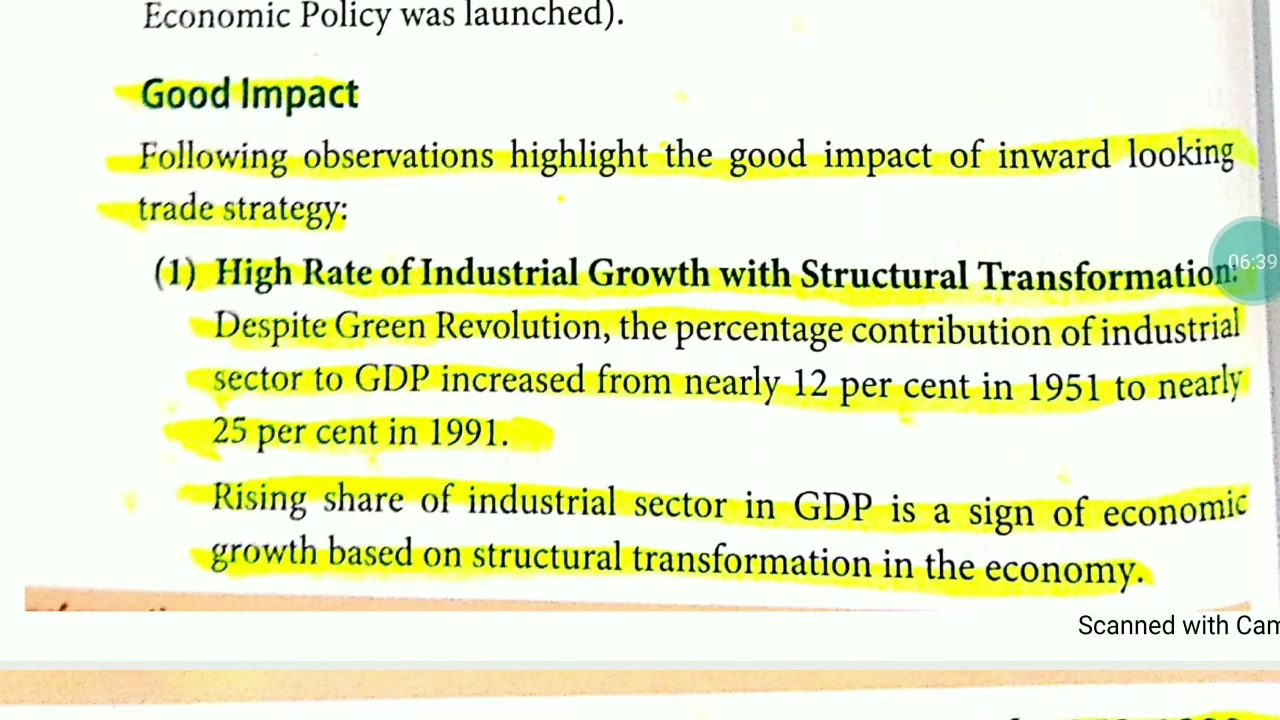 Economic Policy was launched).
Good Impact
Following observations highlight the good impact of inward looking
trade strategy:
(1) High Rate of Industrial Growth with Structural Transformation:
06:39
Despite Green Revolution, the percentage contribution of industrial
sector to GDP increased from nearly 12 per cent in 1951 to nearly
25 per cent in 1991.
Rising share of industrial sector in GDP is a sign of economic
growth based on structural transformation in the economy.
Scanned with Cam